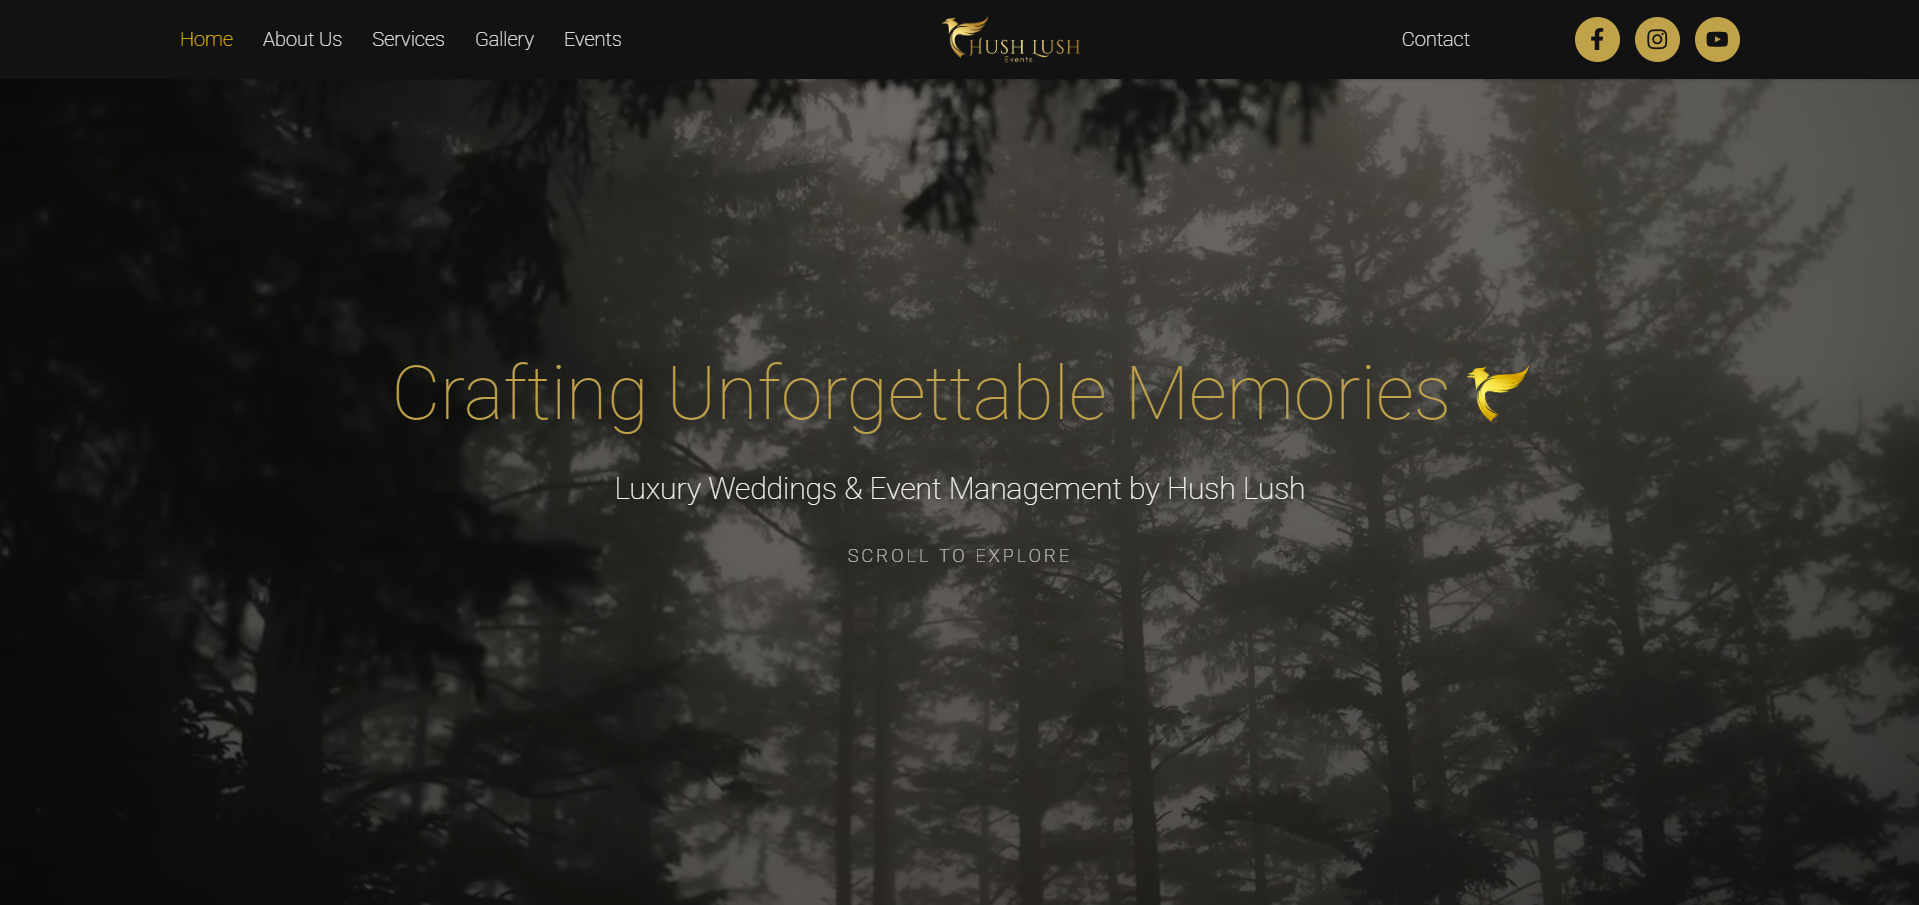 Home
About Us
Services
Gallery
Events
HUSH LUSH
Events
Contact
Crafting Unforgettable Memories
Luxury Weddings & Event Management by Hush Lush
SCROLL TO EXPLORE